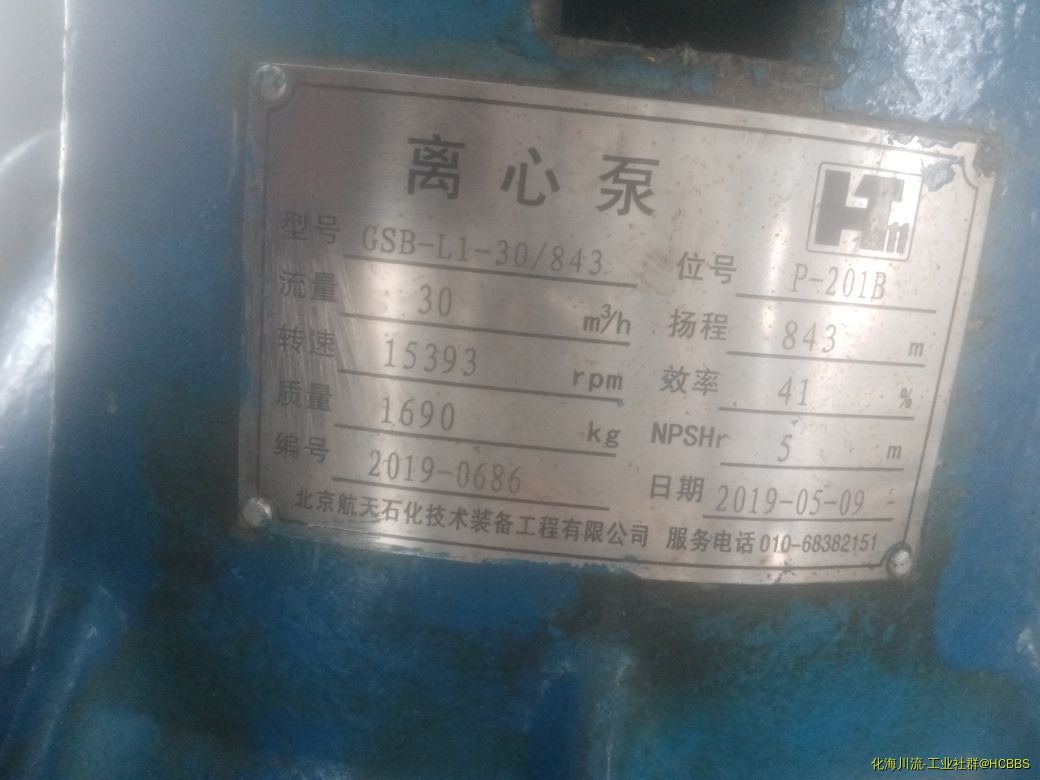 离心泵
HTm
型号 GSB-L1-30/843 位号 P-201B
流量 30 m³/h 扬程 843 m
转速 15393 rpm 效率 41 %
质量 1690 kg NPSHr 5 m
编号 2019-0686 日期 2019-05-09
北京航天石化技术装备工程有限公司 服务电话 010-68382151
化海川流-工业社群@HCBBS